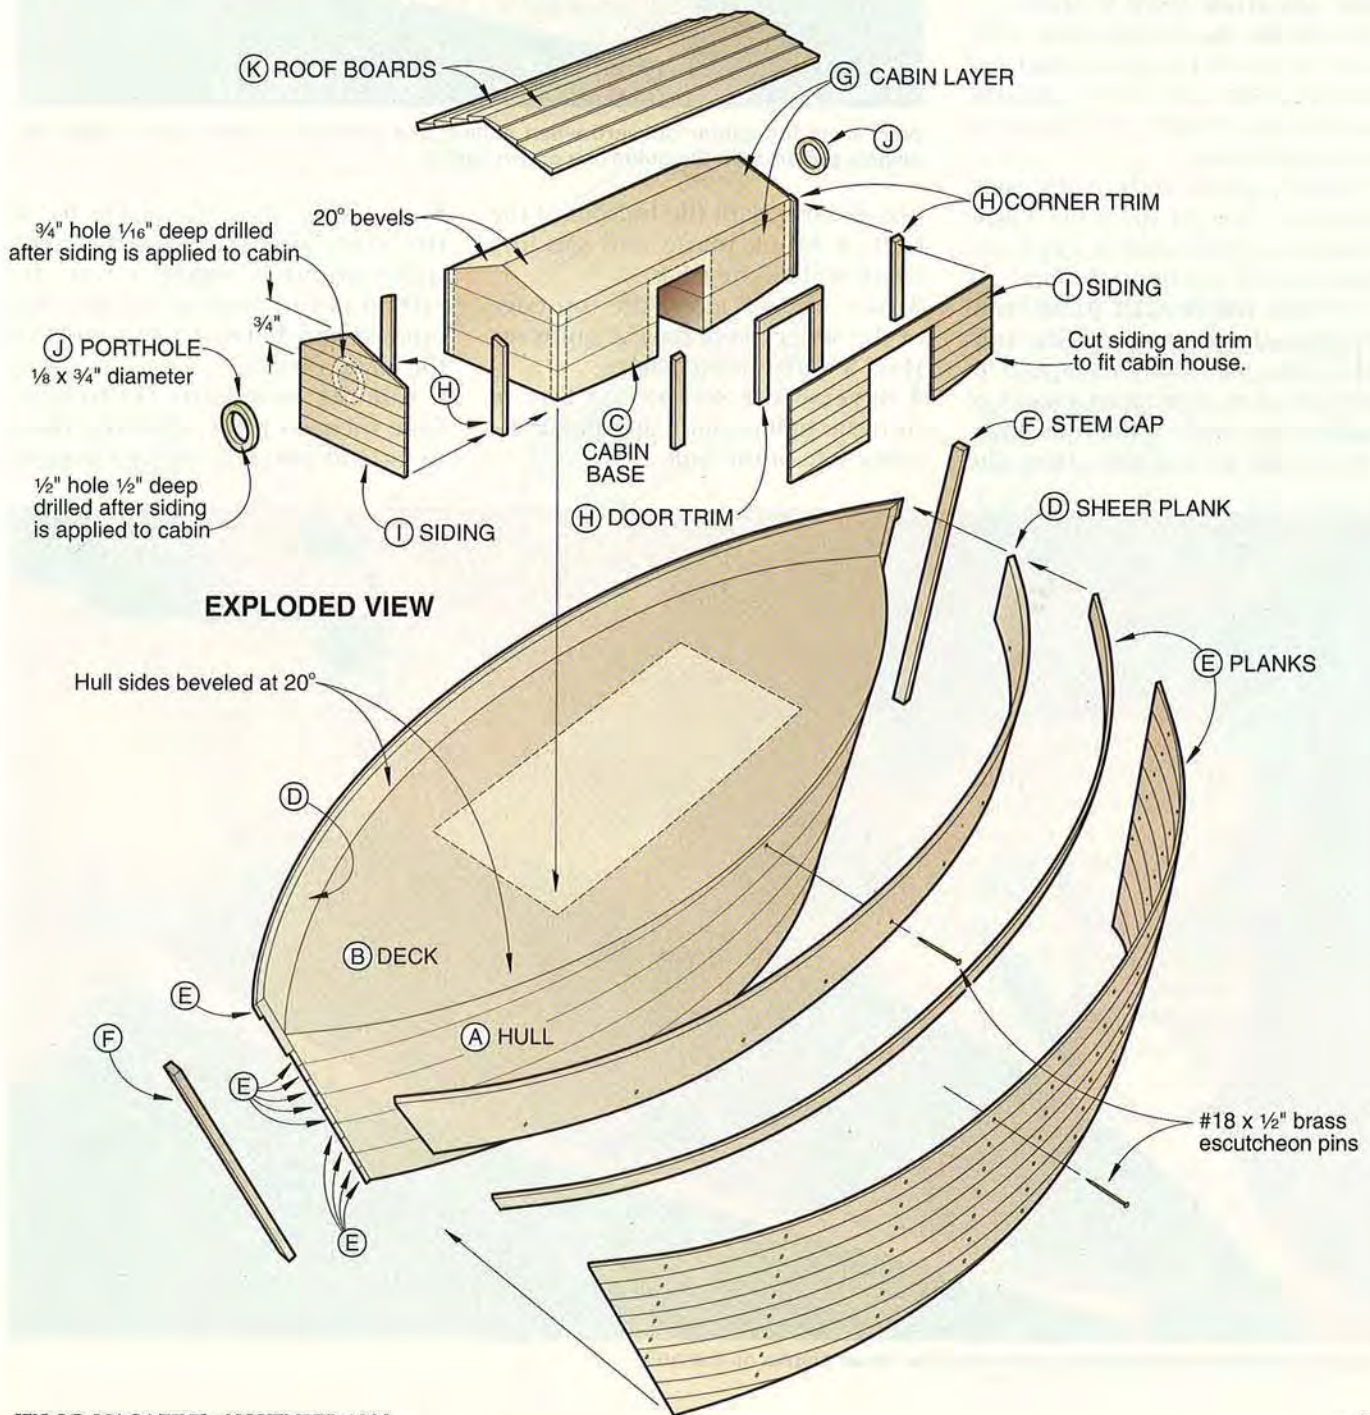 K ROOF BOARDS
G CABIN LAYER
J
H CORNER TRIM
20° bevels
3/4" hole 1/16" deep drilled
after siding is applied to cabin
3/4"
I SIDING
Cut siding and trim
to fit cabin house.
J PORTHOLE
1/8 x 3/4" diameter
H
C
CABIN
BASE
F STEM CAP
1/2" hole 1/2" deep
drilled after siding
is applied to cabin
I SIDING
H DOOR TRIM
D SHEER PLANK
EXPLODED VIEW
E PLANKS
Hull sides beveled at 20°
D
B DECK
E
A HULL
F
E
#18 x 1/2" brass
escutcheon pins
E